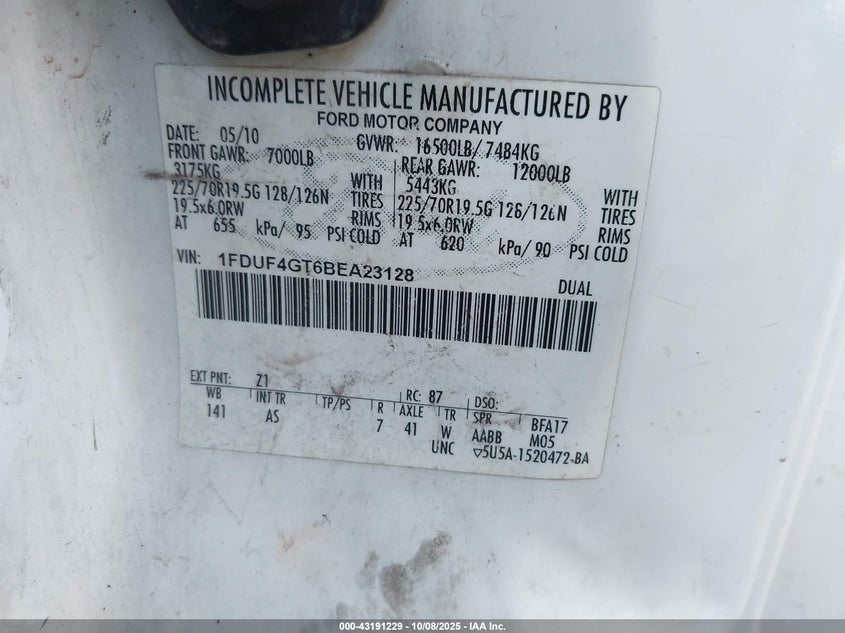 INCOMPLETE VEHICLE MANUFACTURED BY
FORD MOTOR COMPANY
DATE: 05/10 GVWR: 16500LB/ 7484KG
FRONT GAWR: 7000LB REAR GAWR: 12000LB
3175KG WITH 5443KG WITH
225/70R19.5G 128/126N TIRES 225/70R19.5G 128/126N TIRES
19.5x6.0RW RIMS 19.5x6.0RW RIMS
AT 655 kPa/ 95 PSI COLD AT 620 kPa/ 90 PSI COLD
VIN: 1FDUF4GT6BEA23128
DUAL
EXT PNT: Z1 RC: 87 DSO:
WB INT TR TP/PS R AXLE TR SPR BFA17
141 AS 7 41 W AABB M05
UNC ▽5U5A-1520472-BA
000-43191229 - 10/08/2025 - IAA Inc.